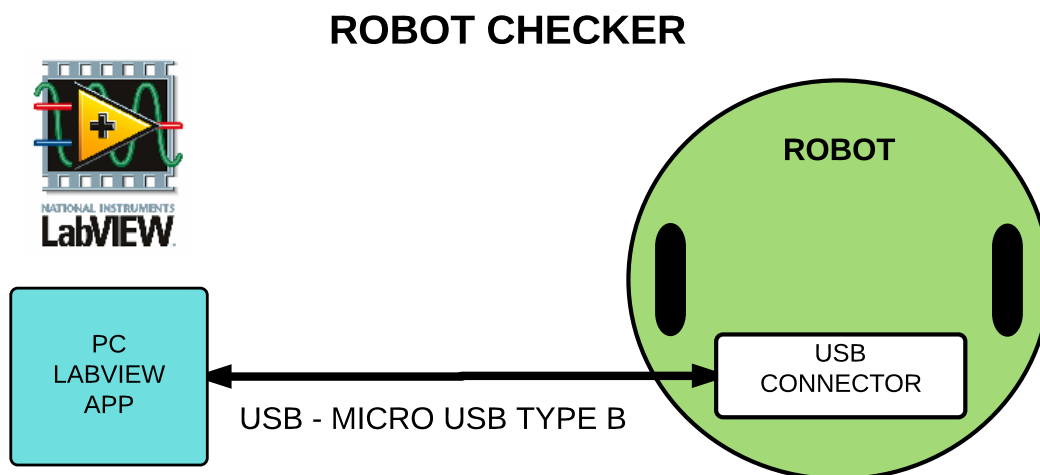 ROBOT CHECKER
NATIONAL INSTRUMENTS
LabVIEW
ROBOT
PC
LABVIEW
APP
USB
CONNECTOR
USB - MICRO USB TYPE B